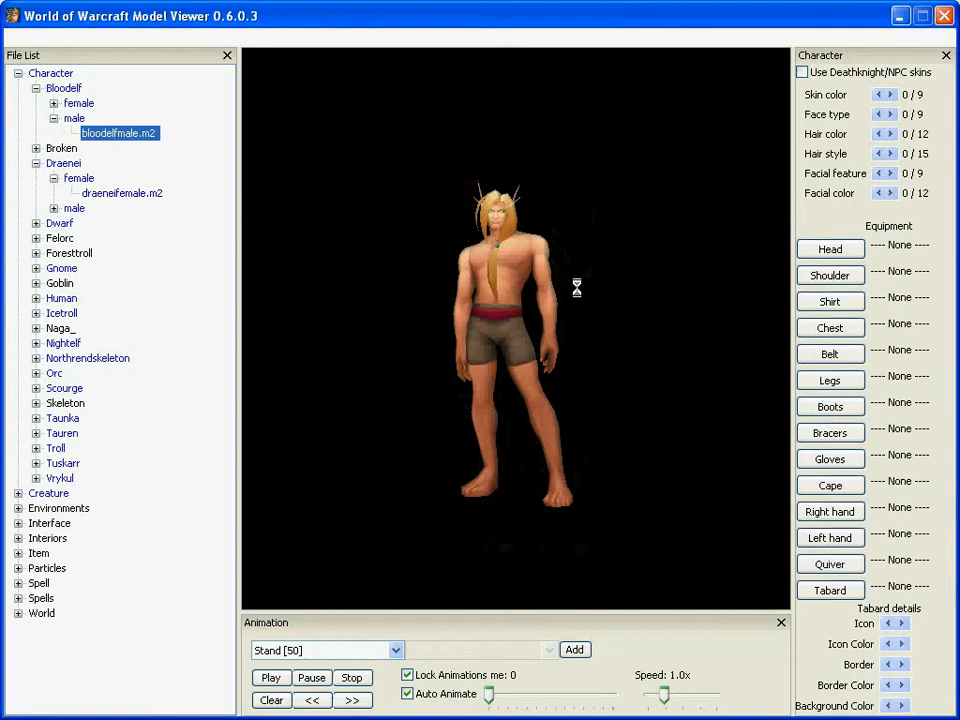 World of Warcraft Model Viewer 0.6.0.3
File List
Character
Bloodelf
female
male
bloodelfmale.m2
Broken
Draenei
female
draeneifemale.m2
male
Dwarf
Felorc
Foresttroll
Gnome
Goblin
Human
Icetroll
Naga_
Nightelf
Northrendskeleton
Orc
Scourge
Skeleton
Taunka
Tauren
Troll
Tuskarr
Vrykul
Creature
Environments
Interface
Interiors
Item
Particles
Spell
Spells
World
Animation
Stand [50]
Add
Play Pause Stop
Lock Animations me: 0
Speed: 1.0x
Clear << >>
Auto Animate
Character
Use Deathknight/NPC skins
Skin color 0 / 9
Face type 0 / 9
Hair color 0 / 12
Hair style 0 / 15
Facial feature 0 / 9
Facial color 0 / 12
Equipment
Head ---- None ----
Shoulder ---- None ----
Shirt ---- None ----
Chest ---- None ----
Belt ---- None ----
Legs ---- None ----
Boots ---- None ----
Bracers ---- None ----
Gloves ---- None ----
Cape ---- None ----
Right hand ---- None ----
Left hand ---- None ----
Quiver ---- None ----
Tabard ---- None ----
Tabard details
Icon
Icon Color
Border
Border Color
Background Color